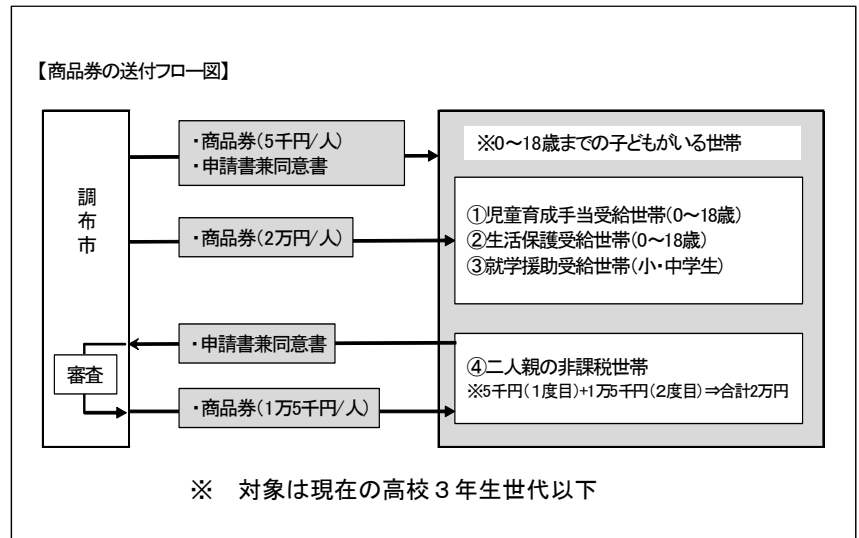 【商品券の送付フロー図】
調布市
・商品券(5千円/人)
・申請書兼同意書
※0～18歳までの子どもがいる世帯
・商品券(2万円/人)
①児童育成手当受給世帯(0～18歳)
②生活保護受給世帯(0～18歳)
③就学援助受給世帯(小・中学生)
・申請書兼同意書
審査
・商品券(1万5千円/人)
④二人親の非課税世帯
※5千円(1度目)+1万5千円(2度目)⇒合計2万円
※　対象は現在の高校３年生世代以下